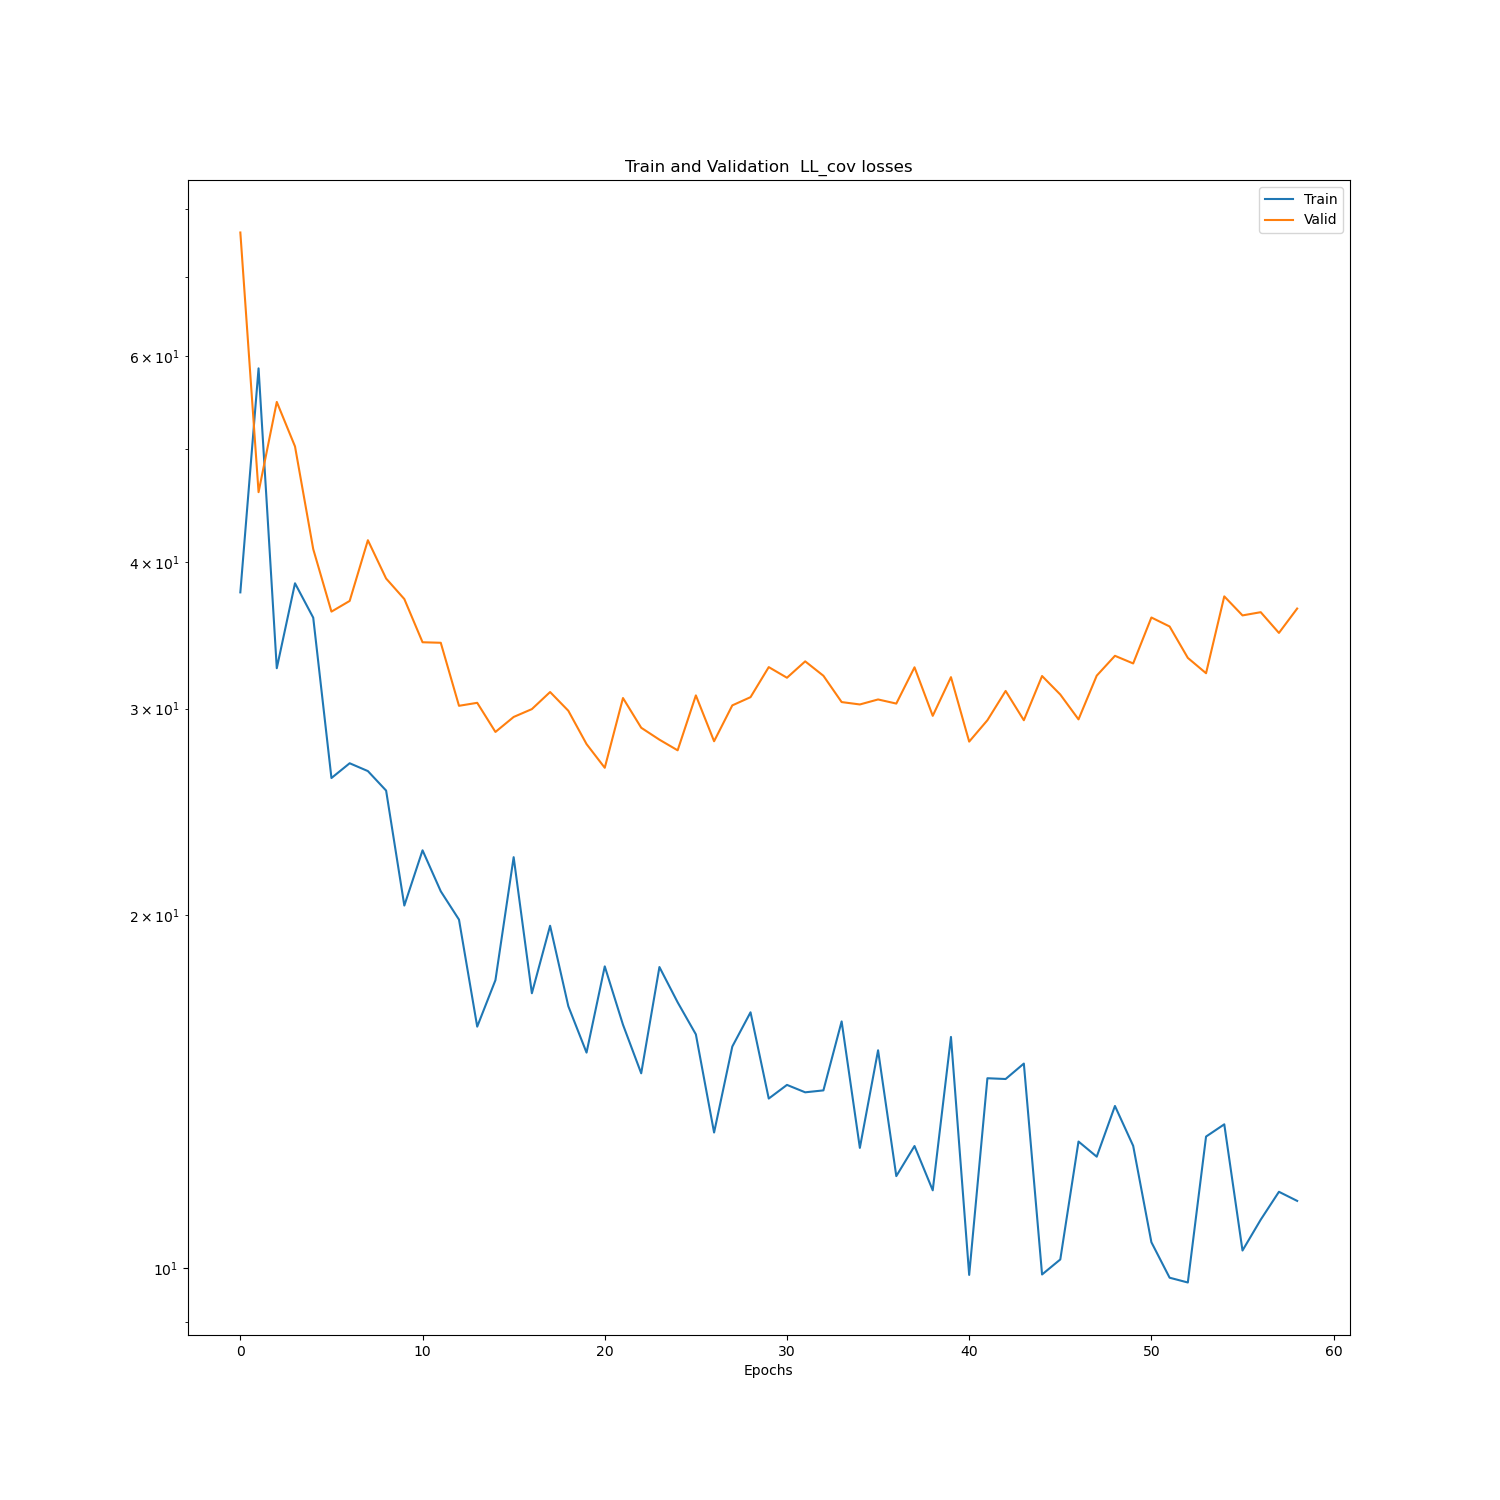 Train and Validation  LL_cov losses
Train
Valid
6 × 10¹
4 × 10¹
3 × 10¹
2 × 10¹
10¹
0 10 20 30 40 50 60
Epochs